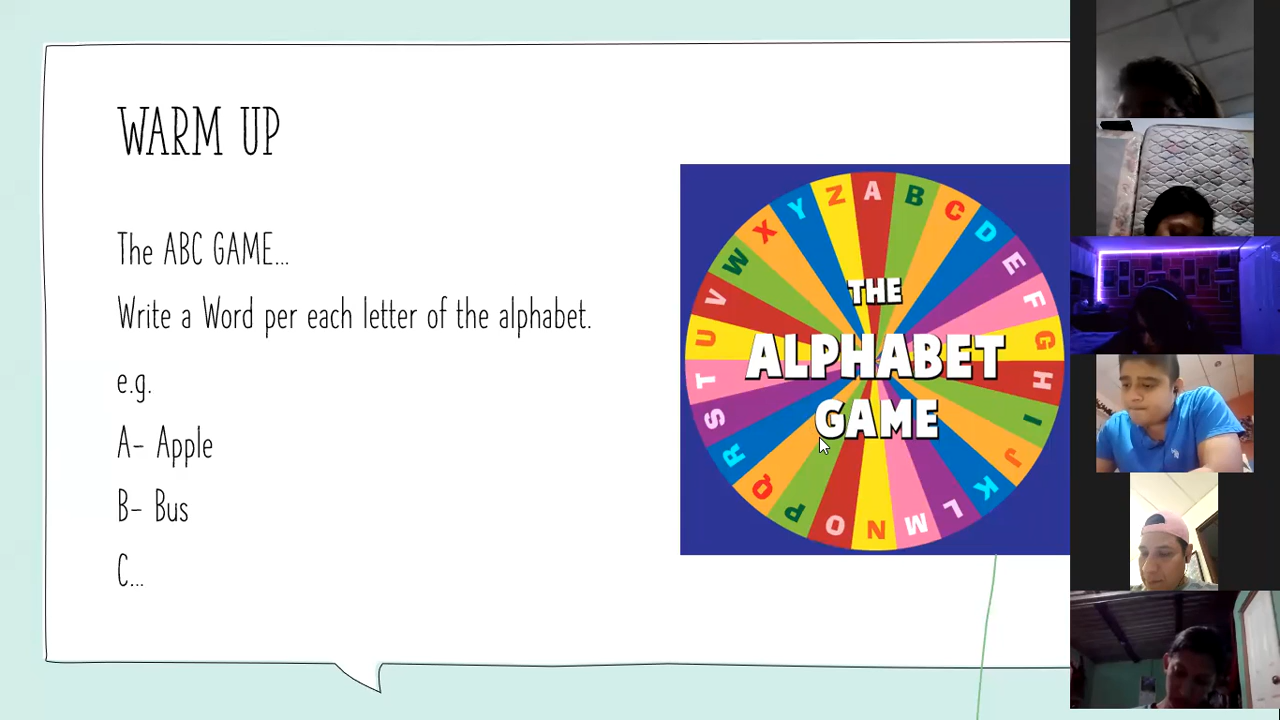 WARM UP
The ABC GAME...
Write a Word per each letter of the alphabet.
e.g.
A- Apple
B- Bus
C...
A
B
C
D
E
F
G
H
I
J
K
L
M
N
O
P
Q
R
S
T
U
V
W
X
Y
Z
THE
ALPHABET
GAME